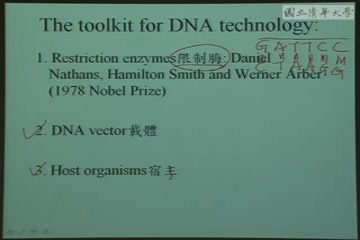 國立清華大學
The toolkit for DNA technology:
1. Restriction enzymes限制酶: Daniel
Nathans, Hamilton Smith and Werner Arber
(1978 Nobel Prize)
GATTCC
2. DNA vector載體
3. Host organisms宿主